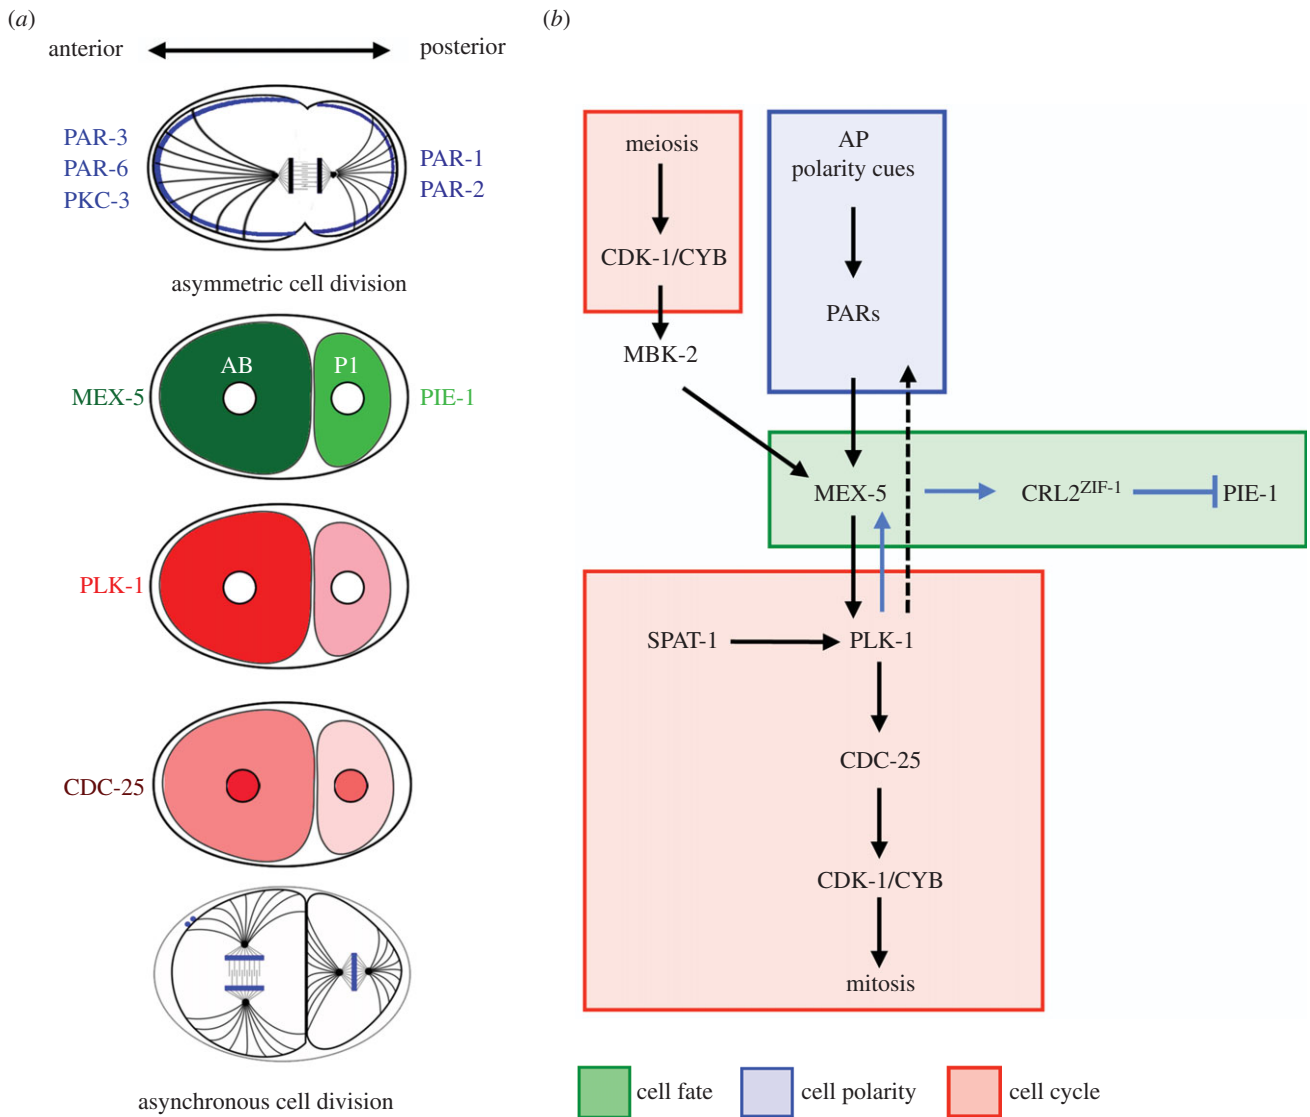 (a)
anterior
posterior
PAR-3
PAR-6
PKC-3
PAR-1
PAR-2
asymmetric cell division
AB
P1
MEX-5
PIE-1
PLK-1
CDC-25
asynchronous cell division
(b)
meiosis
CDK-1/CYB
MBK-2
AP
polarity cues
PARs
MEX-5
CRL2ZIF-1
PIE-1
SPAT-1
PLK-1
CDC-25
CDK-1/CYB
mitosis
cell fate
cell polarity
cell cycle